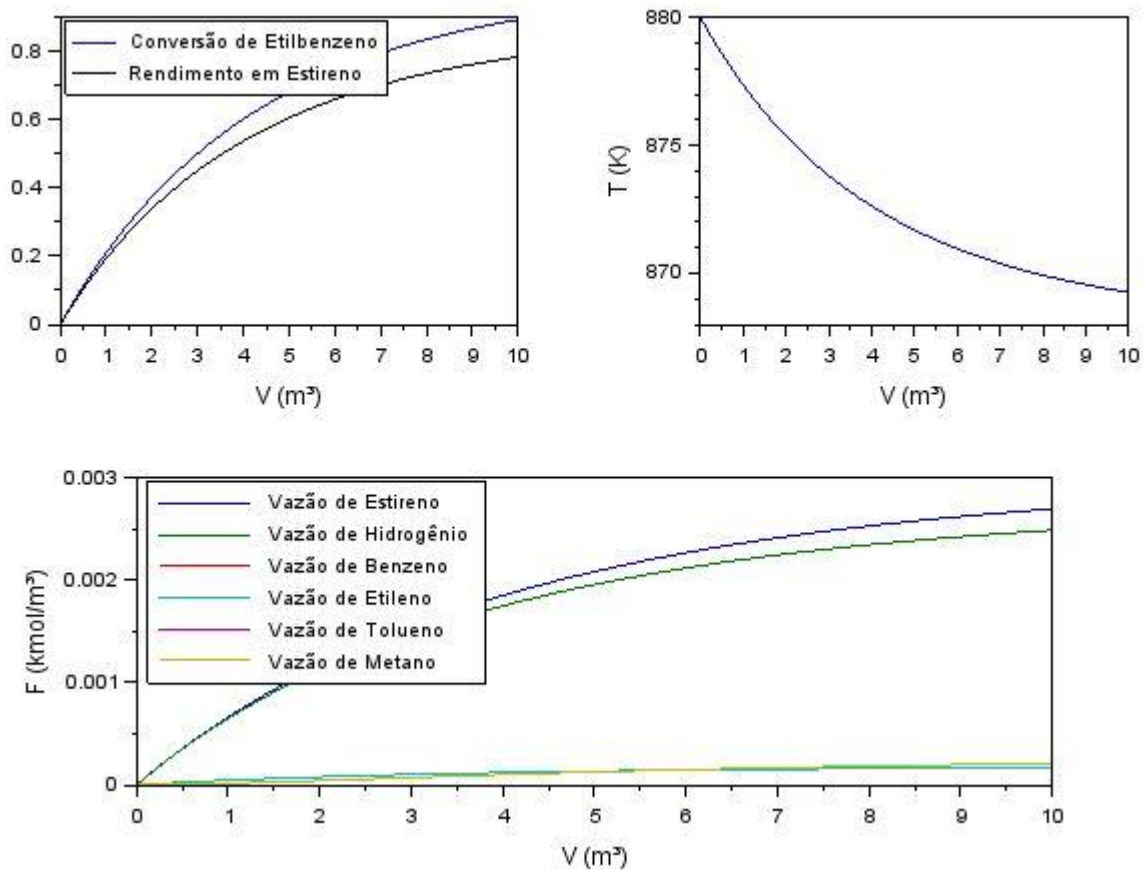 Conversão de Etilbenzeno
Rendimento em Estireno
0.8
0.6
0.4
0.2
0
0 1 2 3 4 5 6 7 8 9 10
V (m³)
880
875
870
T (K)
0 1 2 3 4 5 6 7 8 9 10
V (m³)
0.003
0.002
0.001
0
F (kmol/m³)
Vazão de Estireno
Vazão de Hidrogênio
Vazão de Benzeno
Vazão de Etileno
Vazão de Tolueno
Vazão de Metano
0 1 2 3 4 5 6 7 8 9 10
V (m³)